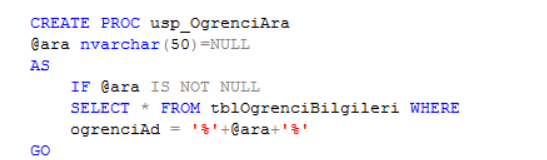 CREATE PROC usp_OgrenciAra
@ara nvarchar(50)=NULL
AS
IF @ara IS NOT NULL
SELECT * FROM tblOgrenciBilgileri WHERE
ogrenciAd = '%'+@ara+'%'
GO